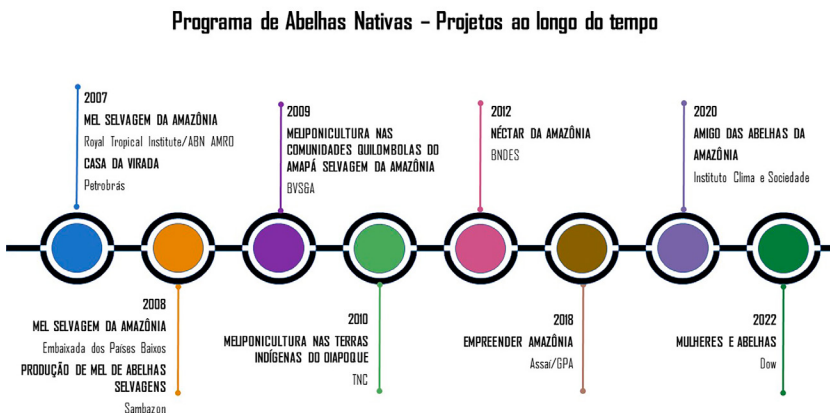 Programa de Abelhas Nativas – Projetos ao longo do tempo
2007
MEL SELVAGEM DA AMAZÔNIA
Royal Tropical Institute/ABN AMRO
CASA DA VIRADA
Petrobrás
2008
MEL SELVAGEM DA AMAZÔNIA
Embaixada dos Países Baixos
PRODUÇÃO DE MEL DE ABELHAS
SELVAGENS
Sambazon
2009
MELIPONICULTURA NAS
COMUNIDADES QUILOMBOLAS DO
AMAPÁ SELVAGEM DA AMAZÔNIA
BVS&A
2010
MELIPONICULTURA NAS TERRAS
INDÍGENAS DO OIAPOQUE
TNC
2012
NÉCTAR DA AMAZÔNIA
BNDES
2018
EMPREENDER AMAZÔNIA
Assaí/GPA
2020
AMIGO DAS ABELHAS DA
AMAZÔNIA
Instituto Clima e Sociedade
2022
MULHERES E ABELHAS
Dow